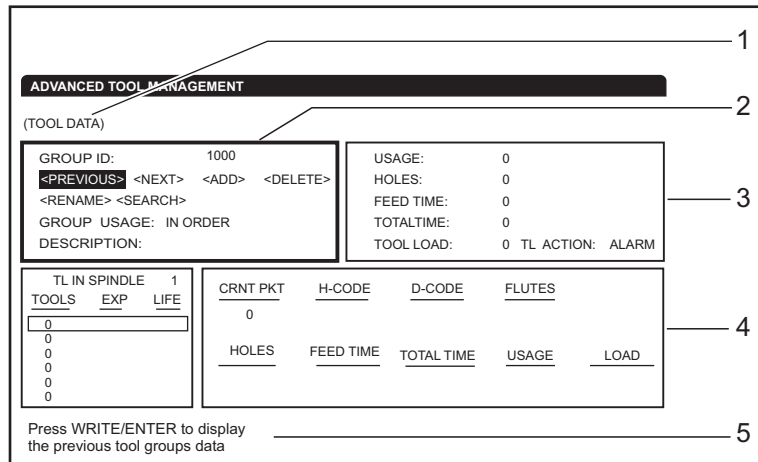 1
ADVANCED TOOL MANAGEMENT
2
(TOOL DATA)
GROUP ID: 1000
<PREVIOUS> <NEXT> <ADD> <DELETE>
<RENAME> <SEARCH>
GROUP USAGE: IN ORDER
DESCRIPTION:
USAGE: 0
HOLES: 0
FEED TIME: 0
TOTALTIME: 0
TOOL LOAD: 0 TL ACTION: ALARM
3
TL IN SPINDLE 1
TOOLS EXP LIFE
0
0
0
0
0
0
CRNT PKT H-CODE D-CODE FLUTES
0
HOLES FEED TIME TOTAL TIME USAGE LOAD
4
Press WRITE/ENTER to display
the previous tool groups data
5